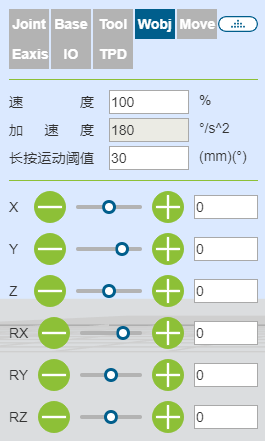 Joint Base Tool Wobj Move
Eaxis IO TPD
速度 100 %
加速度 180 °/s^2
长按运动阈值 30 (mm)(°)
X 0
Y 0
Z 0
RX 0
RY 0
RZ 0